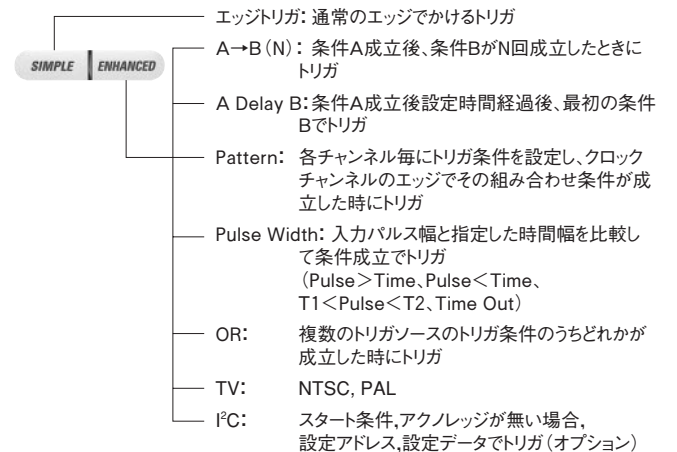 エッジトリガ：通常のエッジでかけるトリガ
SIMPLE ENHANCED
A→B（N）：条件A成立後、条件BがN回成立したときに
トリガ
A Delay B：条件A成立後設定時間経過後、最初の条件
Bでトリガ
Pattern：各チャンネル毎にトリガ条件を設定し、クロック
チャンネルのエッジでその組み合わせ条件が成
立した時にトリガ
Pulse Width：入力パルス幅と指定した時間幅を比較し
て条件成立でトリガ
（Pulse＞Time、Pulse＜Time、
T1＜Pulse＜T2、Time Out）
OR：複数のトリガソースのトリガ条件のうちどれかが
成立した時にトリガ
TV：NTSC, PAL
I²C：スタート条件,アクノレッジが無い場合,
設定アドレス,設定データでトリガ（オプション）